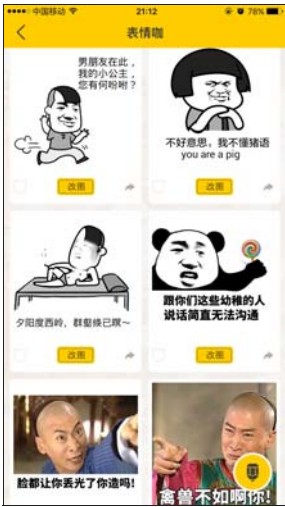 中国移动
21:12
78%
表情咖
男朋友在此，
我的小公主，
您有何吩咐？
不好意思，我不懂猪语
you are a pig
改图
改图
夕阳度西岭，群壑倏已暝~
跟你们这些幼稚的人
说话简直无法沟通
改图
改图
脸都让你丢光了你造吗！
禽兽不如啊你！